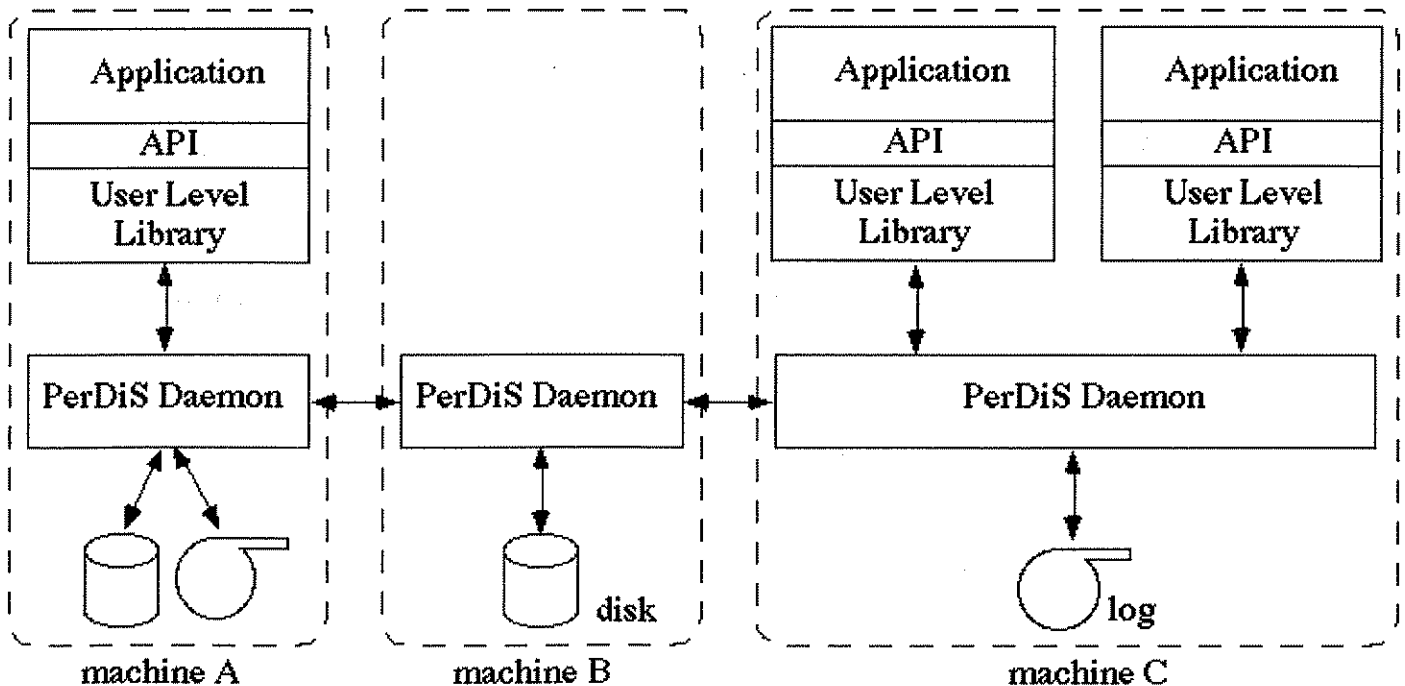 Application
API
User Level
Library
PerDiS Daemon
machine A
PerDiS Daemon
disk
machine B
Application
API
User Level
Library
Application
API
User Level
Library
PerDiS Daemon
log
machine C